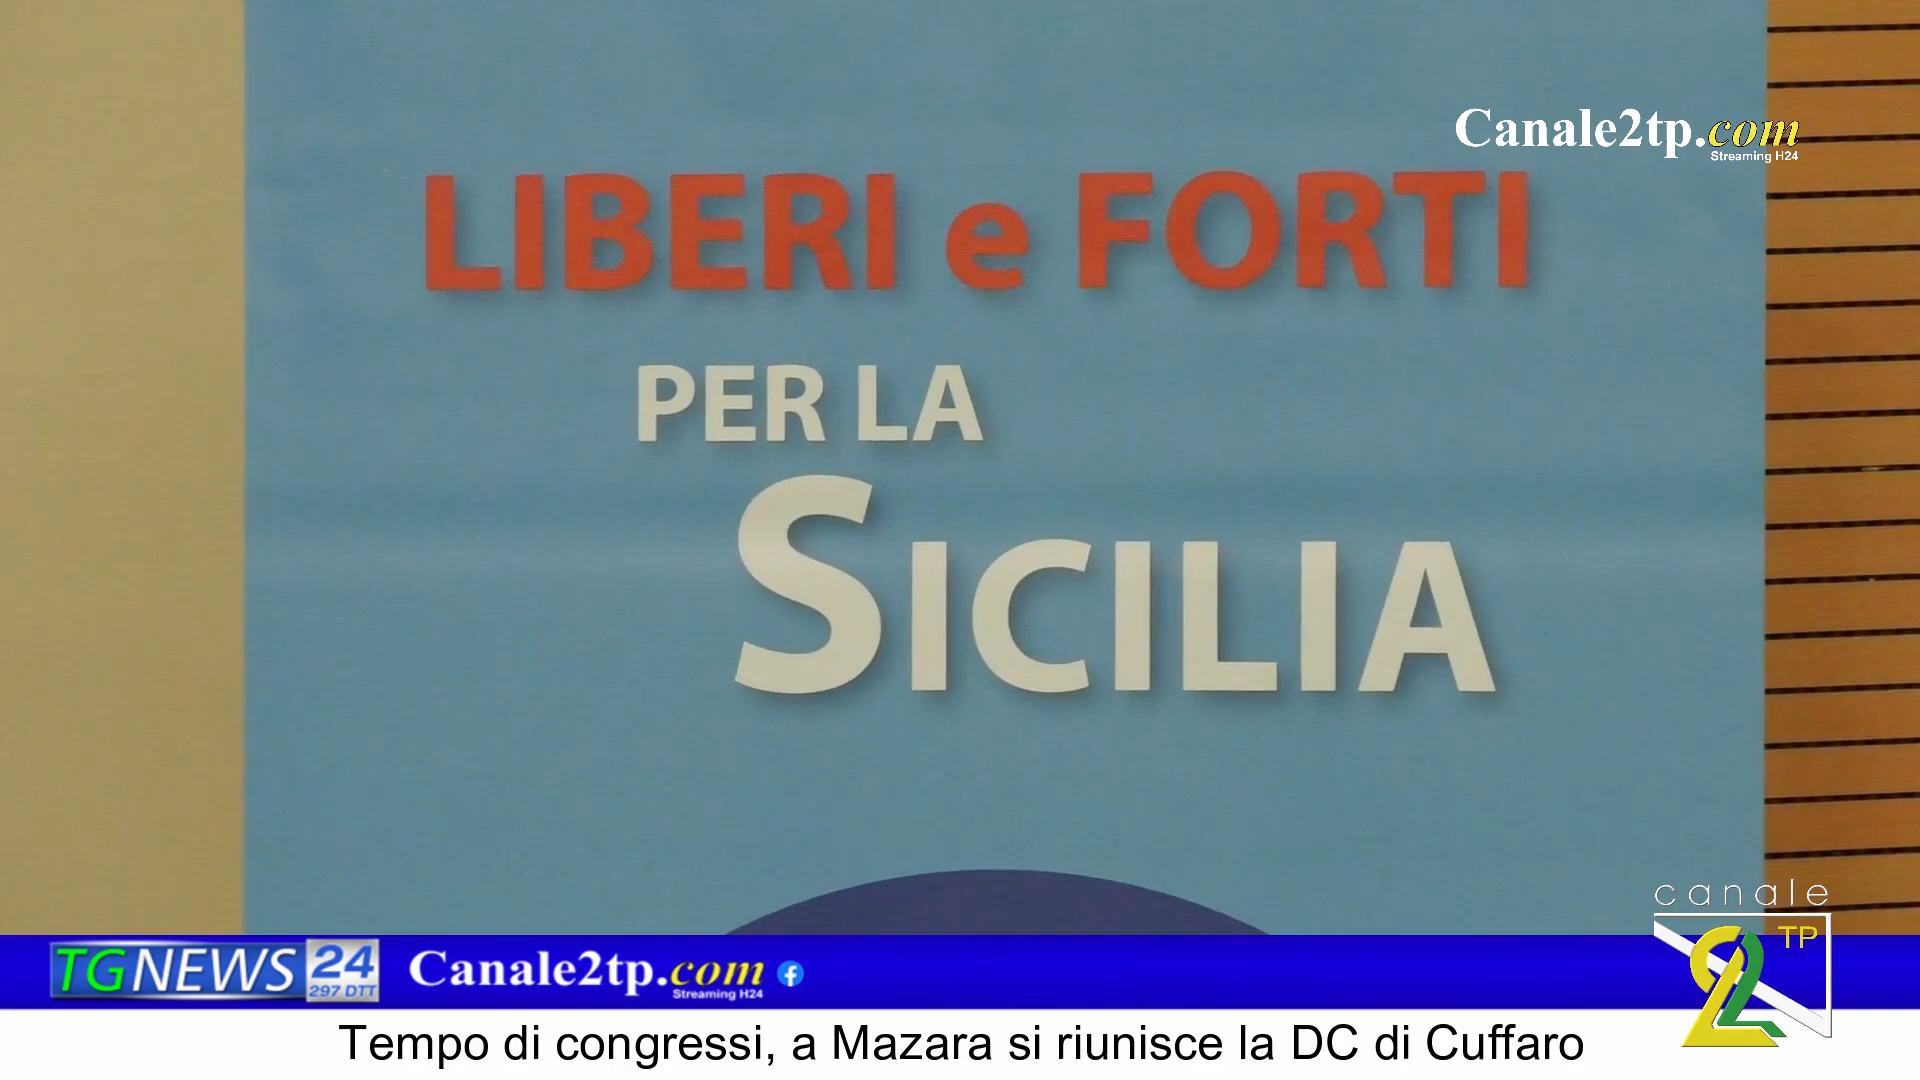 Canale2tp.com
Streaming H24
LIBERI e FORTI
PER LA
SICILIA
canale
2 TP
TGNEWS 24
297 DTT
Canale2tp.com
Streaming H24
Tempo di congressi, a Mazara si riunisce la DC di Cuffaro